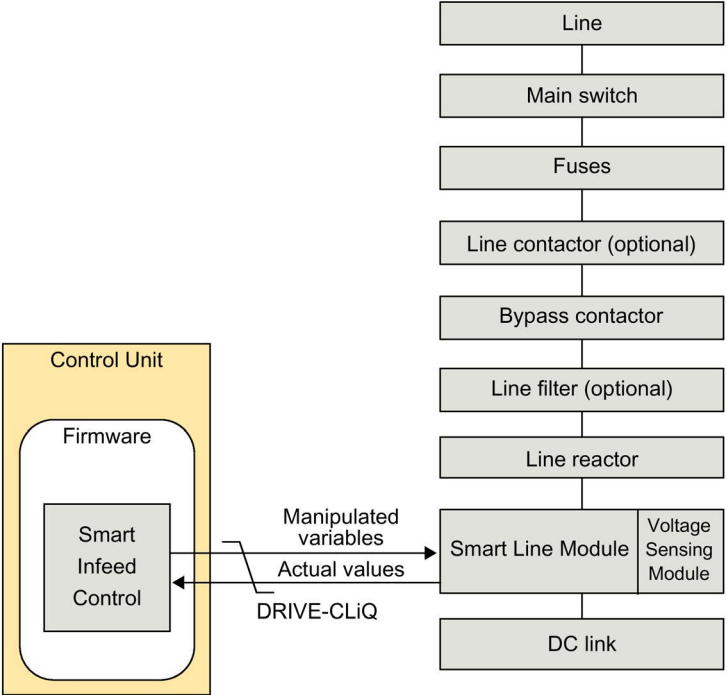 Line
Main switch
Fuses
Line contactor (optional)
Bypass contactor
Control Unit
Line filter (optional)
Firmware
Line reactor
Smart
Infeed
Control
Manipulated
variables
Actual values
DRIVE-CLiQ
Smart Line Module
Voltage
Sensing
Module
DC link